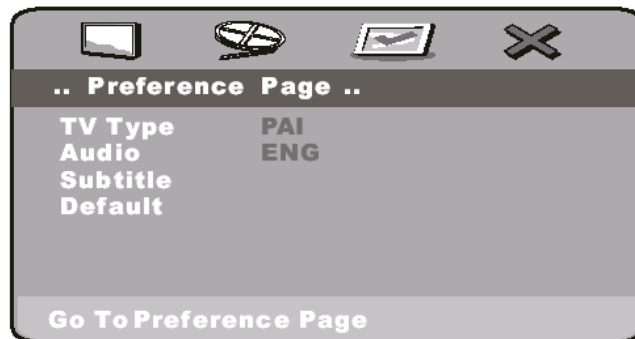 .. Preference Page ..
TV Type PAI
Audio ENG
Subtitle
Default
Go To Preference Page